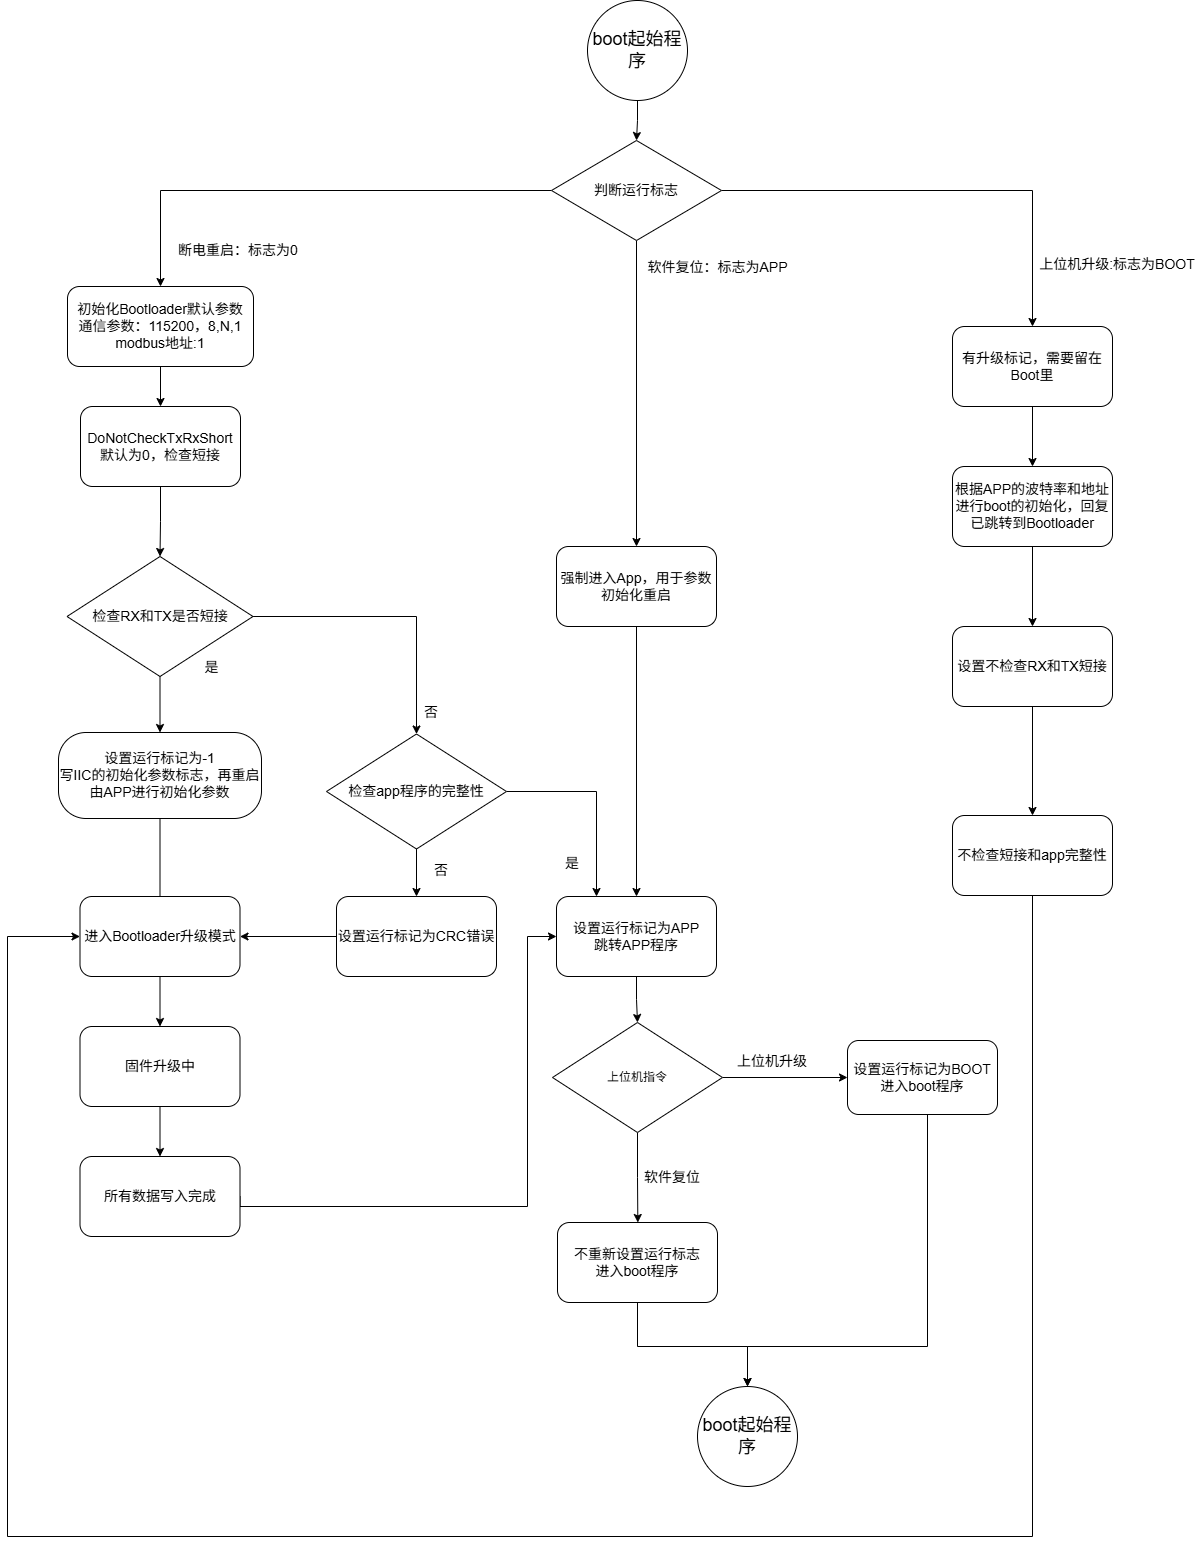 boot起始程
序
判断运行标志
断电重启：标志为0
软件复位：标志为APP
上位机升级:标志为BOOT
初始化Bootloader默认参数
通信参数：115200，8,N,1
modbus地址:1
有升级标记，需要留在
Boot里
DoNotCheckTxRxShort
默认为0，检查短接
根据APP的波特率和地址
进行boot的初始化，回复
已跳转到Bootloader
强制进入App，用于参数
初始化重启
检查RX和TX是否短接
是
否
设置不检查RX和TX短接
设置运行标记为-1
写IIC的初始化参数标志，再重启
由APP进行初始化参数
检查app程序的完整性
否
是
不检查短接和app完整性
进入Bootloader升级模式
设置运行标记为CRC错误
设置运行标记为APP
跳转APP程序
固件升级中
上位机指令
上位机升级
设置运行标记为BOOT
进入boot程序
软件复位
所有数据写入完成
不重新设置运行标志
进入boot程序
boot起始程
序